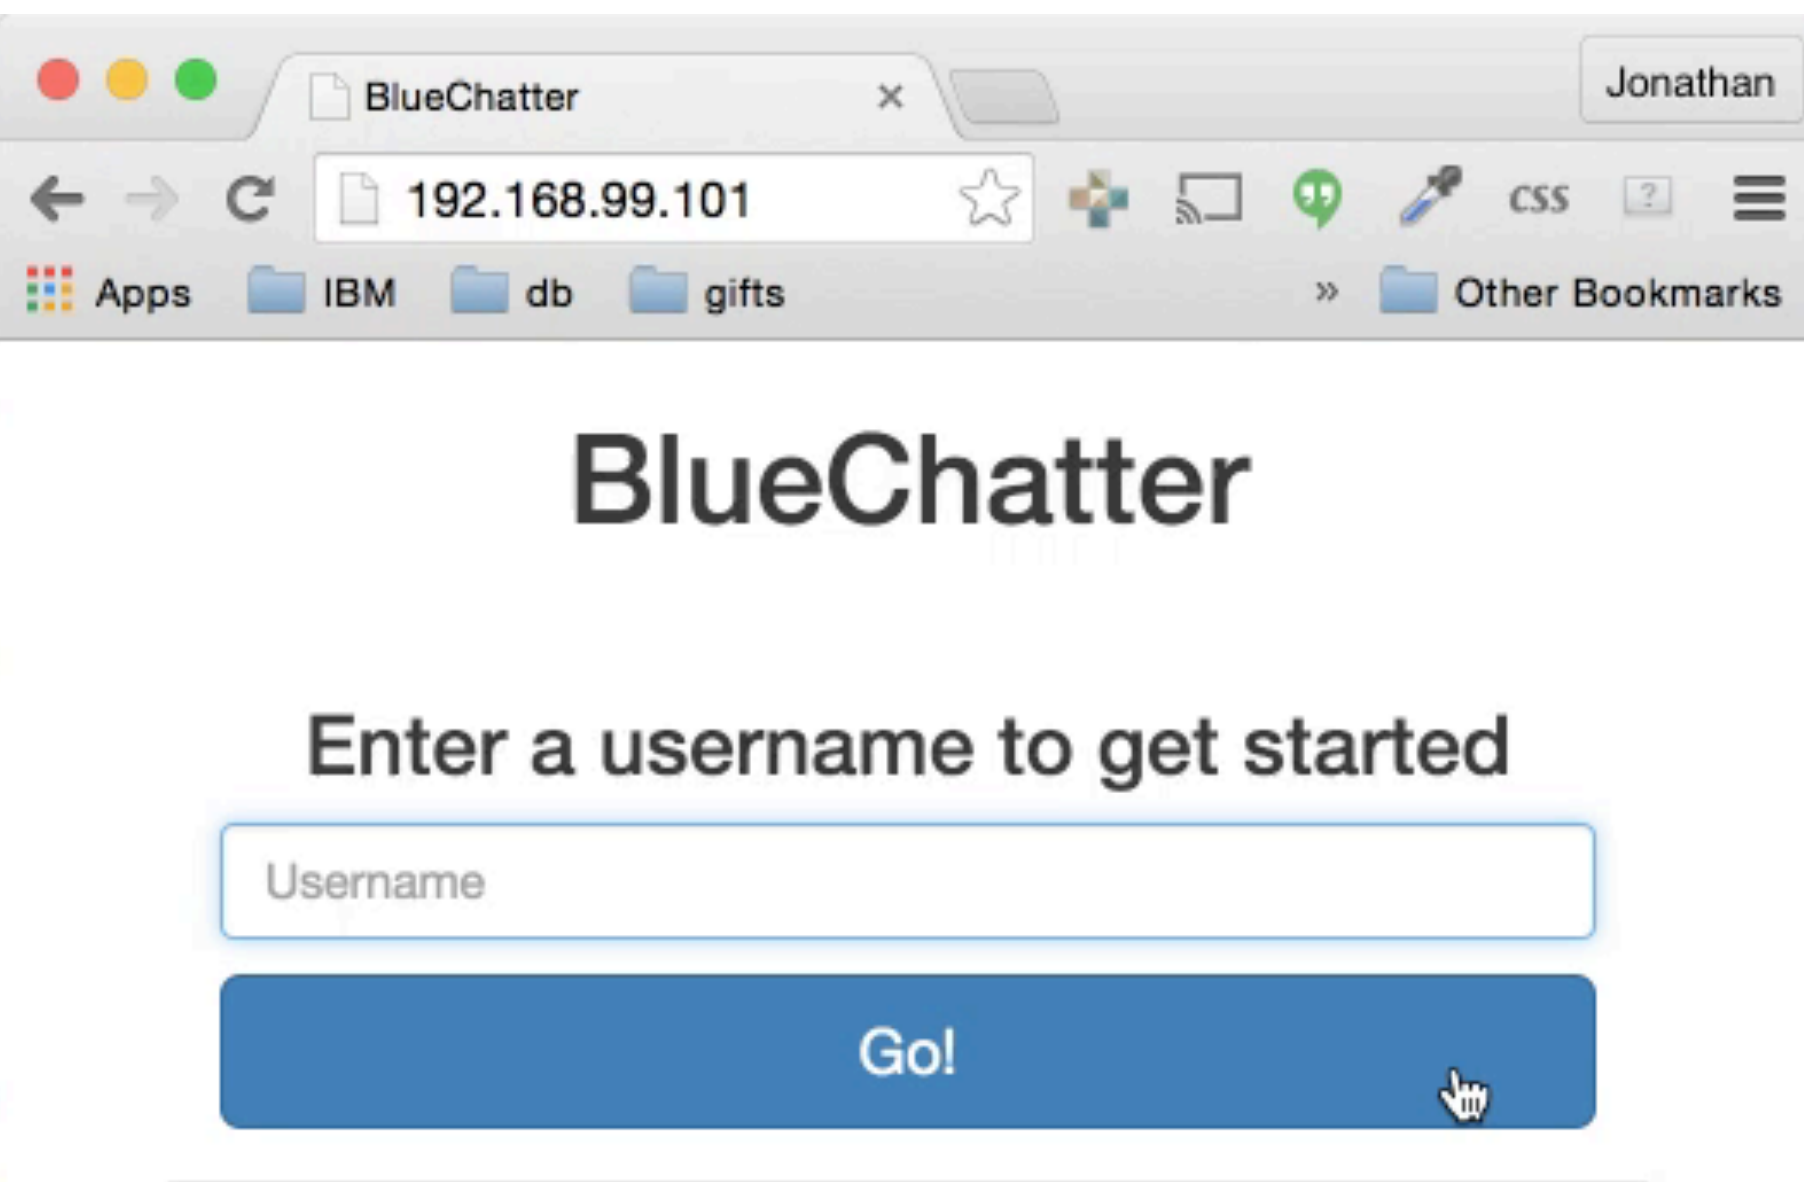 BlueChatter
Jonathan
192.168.99.101
CSS
?
Apps IBM db gifts » Other Bookmarks
BlueChatter
Enter a username to get started
Username
Go!